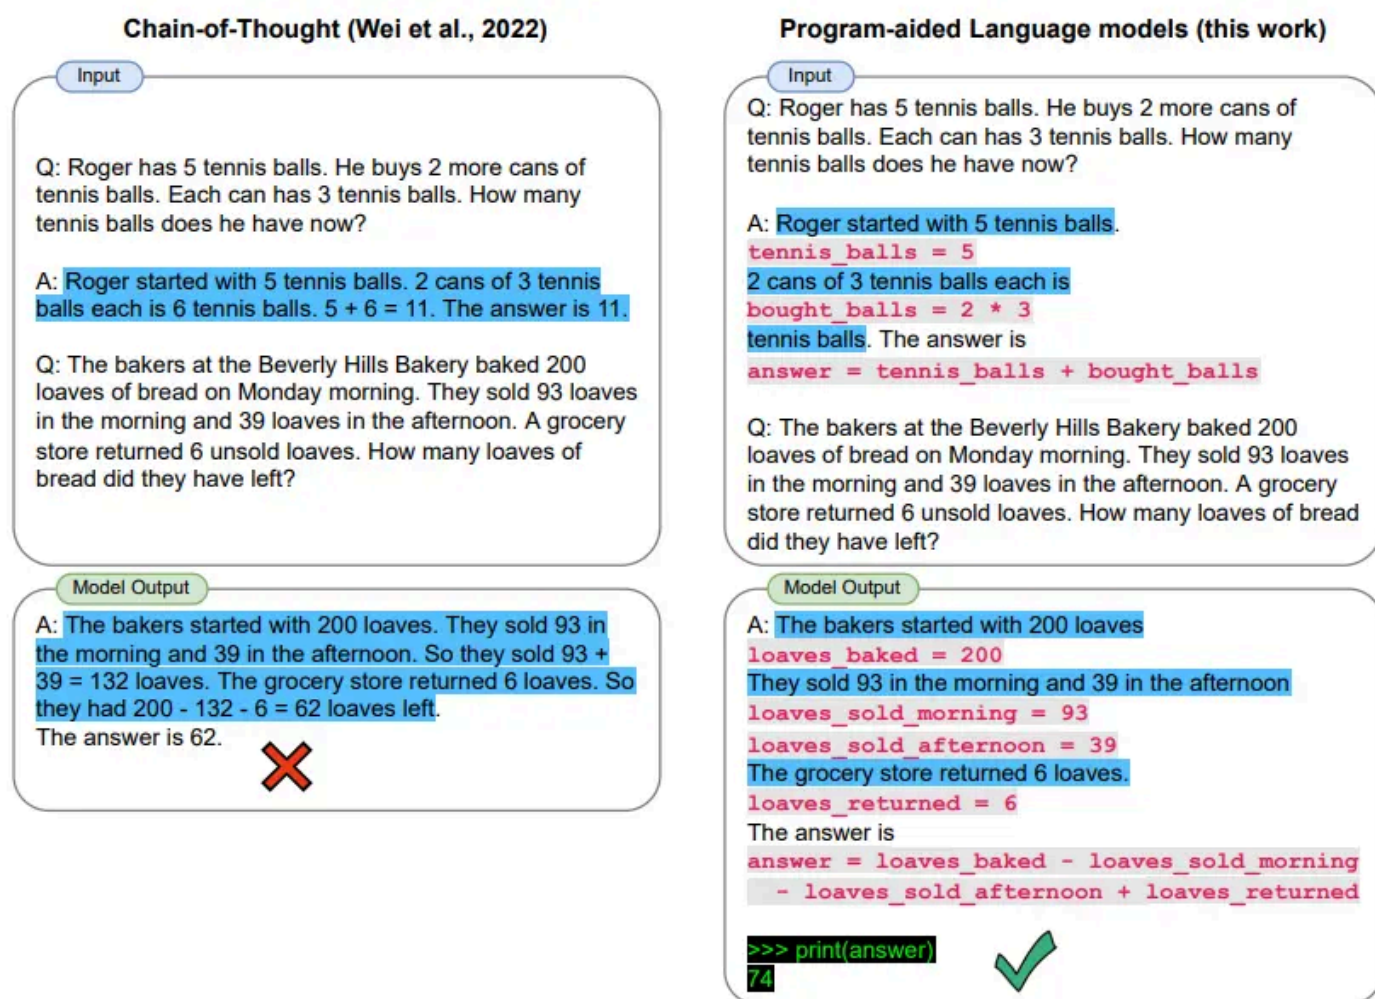 Chain-of-Thought (Wei et al., 2022)
Input
Q: Roger has 5 tennis balls. He buys 2 more cans of
tennis balls. Each can has 3 tennis balls. How many
tennis balls does he have now?
A: Roger started with 5 tennis balls. 2 cans of 3 tennis
balls each is 6 tennis balls. 5 + 6 = 11. The answer is 11.
Q: The bakers at the Beverly Hills Bakery baked 200
loaves of bread on Monday morning. They sold 93 loaves
in the morning and 39 loaves in the afternoon. A grocery
store returned 6 unsold loaves. How many loaves of
bread did they have left?
Model Output
A: The bakers started with 200 loaves. They sold 93 in
the morning and 39 in the afternoon. So they sold 93 +
39 = 132 loaves. The grocery store returned 6 loaves. So
they had 200 - 132 - 6 = 62 loaves left.
The answer is 62.
Program-aided Language models (this work)
Input
Q: Roger has 5 tennis balls. He buys 2 more cans of
tennis balls. Each can has 3 tennis balls. How many
tennis balls does he have now?
A: Roger started with 5 tennis balls.
tennis_balls = 5
2 cans of 3 tennis balls each is
bought_balls = 2 * 3
tennis balls. The answer is
answer = tennis_balls + bought_balls
Q: The bakers at the Beverly Hills Bakery baked 200
loaves of bread on Monday morning. They sold 93 loaves
in the morning and 39 loaves in the afternoon. A grocery
store returned 6 unsold loaves. How many loaves of bread
did they have left?
Model Output
A: The bakers started with 200 loaves
loaves_baked = 200
They sold 93 in the morning and 39 in the afternoon
loaves_sold_morning = 93
loaves_sold_afternoon = 39
The grocery store returned 6 loaves.
loaves_returned = 6
The answer is
answer = loaves_baked - loaves_sold_morning
- loaves_sold_afternoon + loaves_returned
>>> print(answer)
74